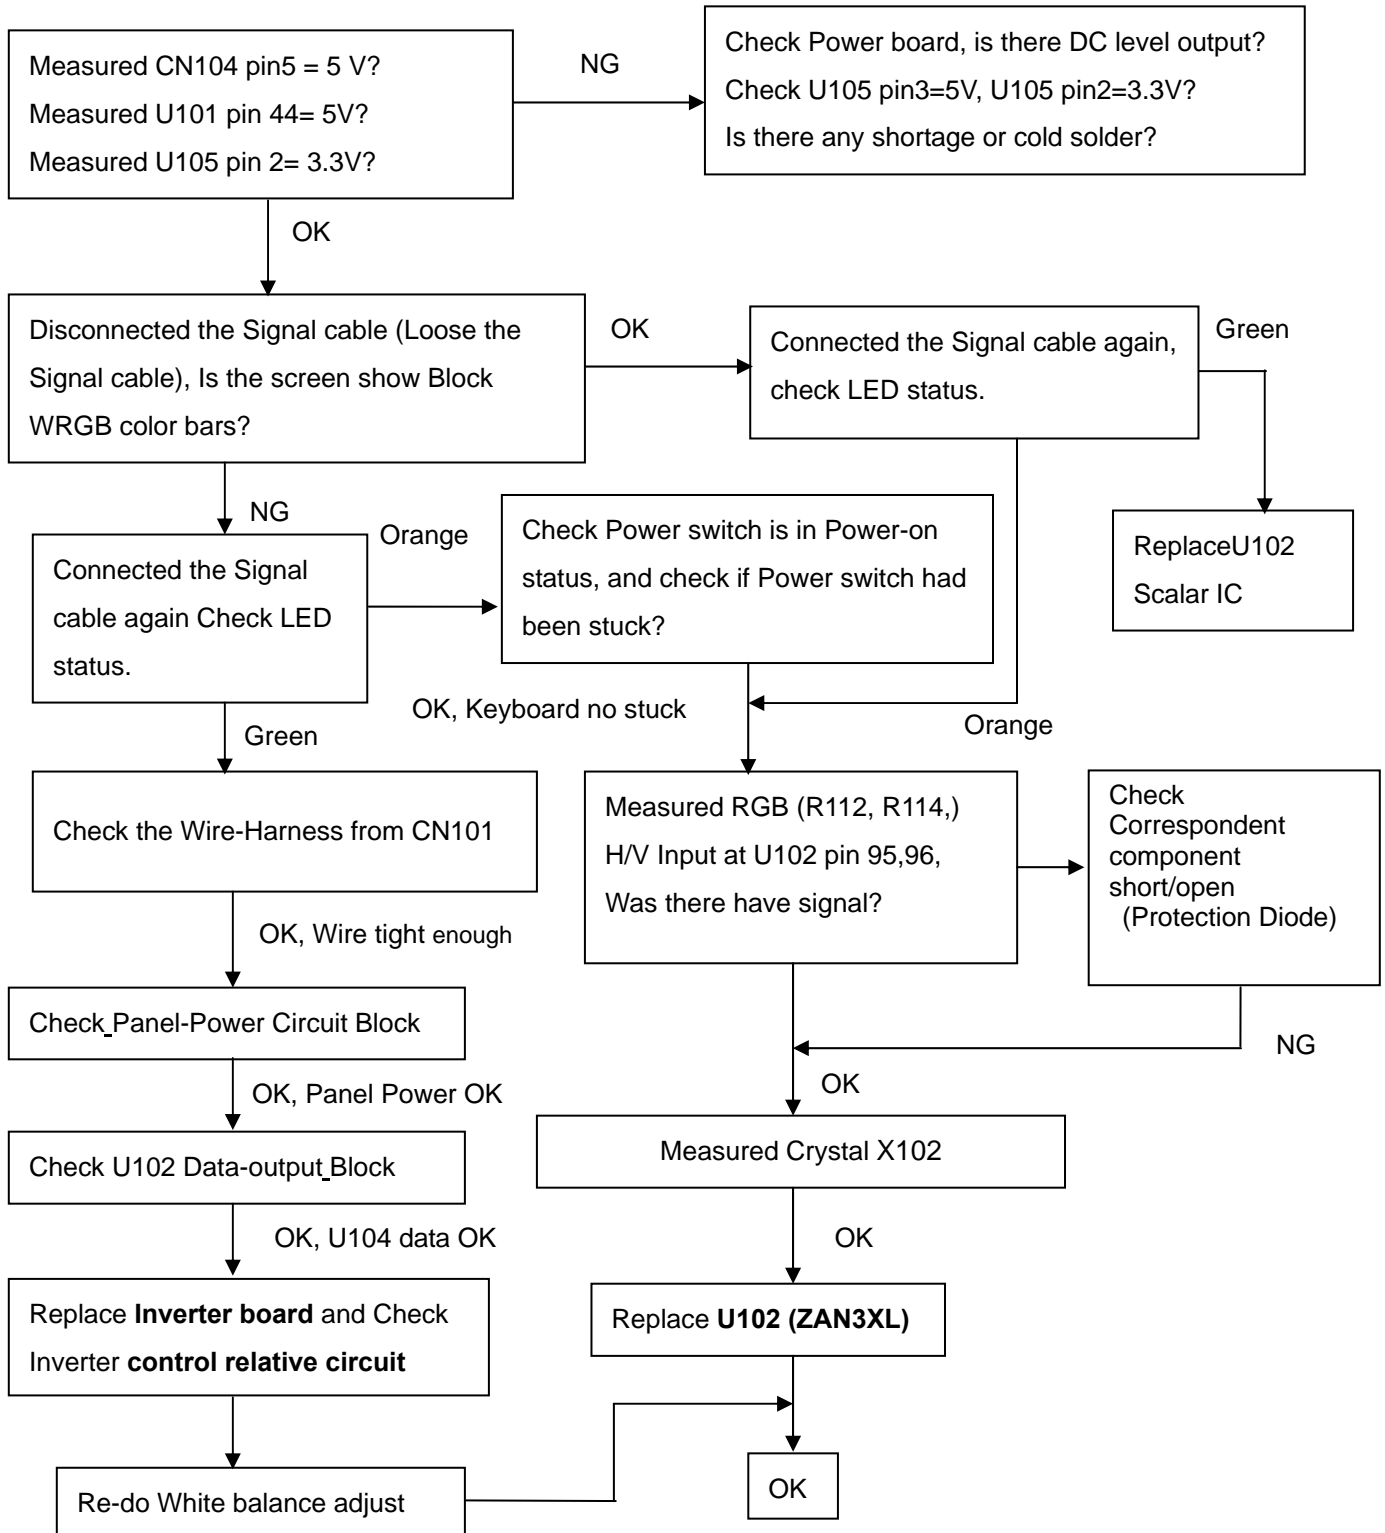 Measured CN104 pin5 = 5 V?
Measured U101 pin 44= 5V?
Measured U105 pin 2= 3.3V?
NG
Check Power board, is there DC level output?
Check U105 pin3=5V, U105 pin2=3.3V?
Is there any shortage or cold solder?
OK
Disconnected the Signal cable (Loose the
Signal cable), Is the screen show Block
WRGB color bars?
OK
Connected the Signal cable again,
check LED status.
Green
ReplaceU102
Scalar IC
NG
Connected the Signal
cable again Check LED
status.
Orange
Check Power switch is in Power-on
status, and check if Power switch had
been stuck?
OK, Keyboard no stuck
Orange
Green
Check the Wire-Harness from CN101
Measured RGB (R112, R114,)
H/V Input at U102 pin 95,96,
Was there have signal?
Check
Correspondent
component
short/open
(Protection Diode)
OK, Wire tight enough
Check Panel-Power Circuit Block
NG
OK
OK, Panel Power OK
Measured Crystal X102
Check U102 Data-output Block
OK, U104 data OK
OK
Replace Inverter board and Check
Inverter control relative circuit
Replace U102 (ZAN3XL)
Re-do White balance adjust
OK